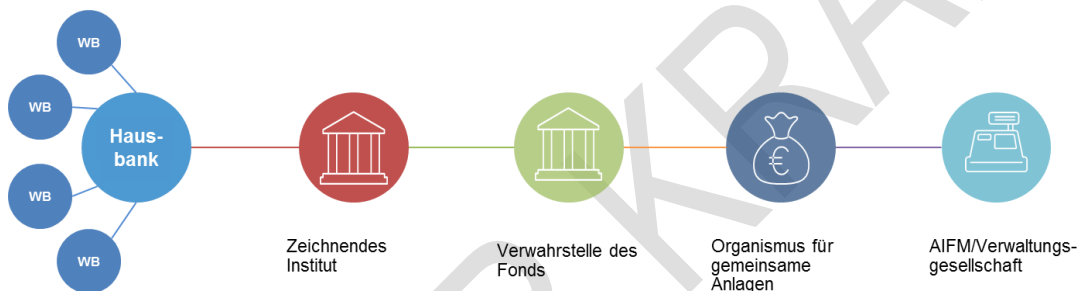 WB
WB
Haus-
bank
WB
WB
€
Zeichnendes
Institut
Verwahrstelle des
Fonds
Organismus für
gemeinsame
Anlagen
AIFM/Verwaltungs-
gesellschaft